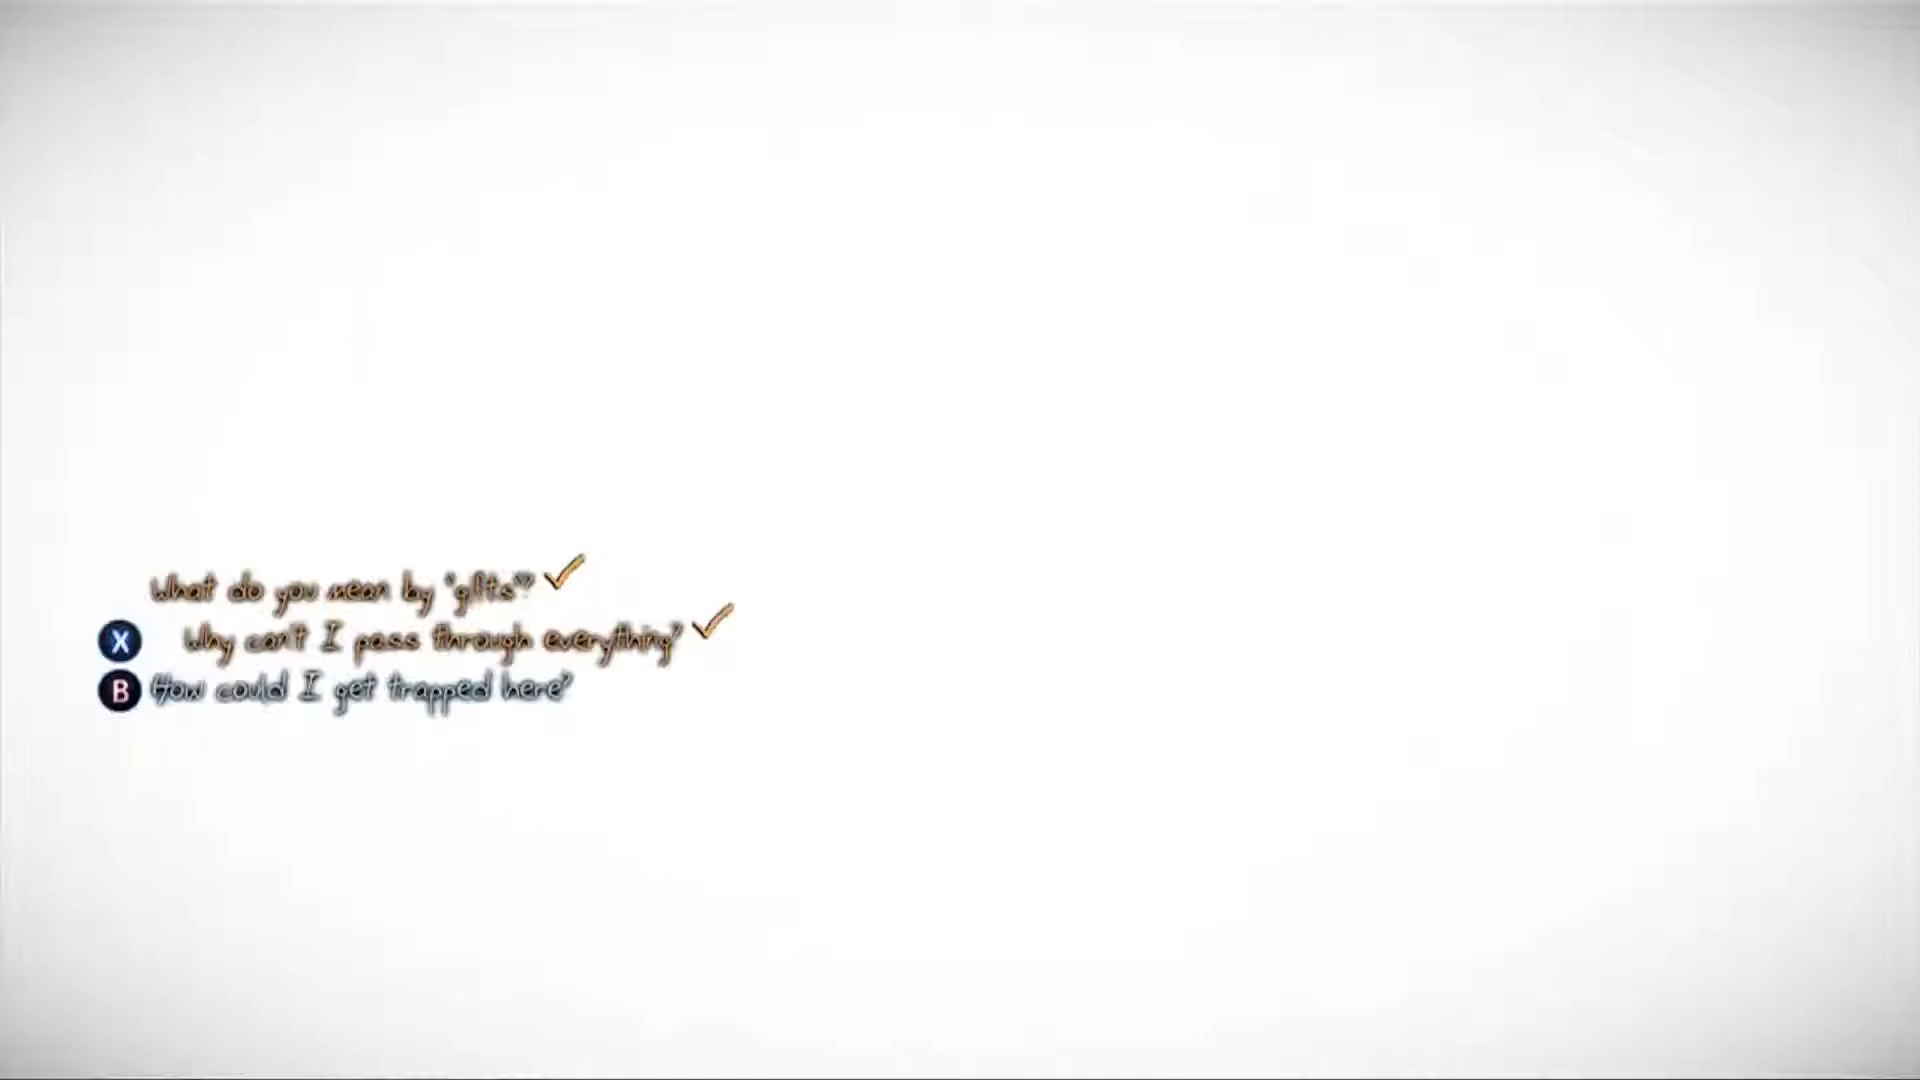 What do you mean by 'gifts'?
X Why can't I pass through everything?
B How could I get trapped here?